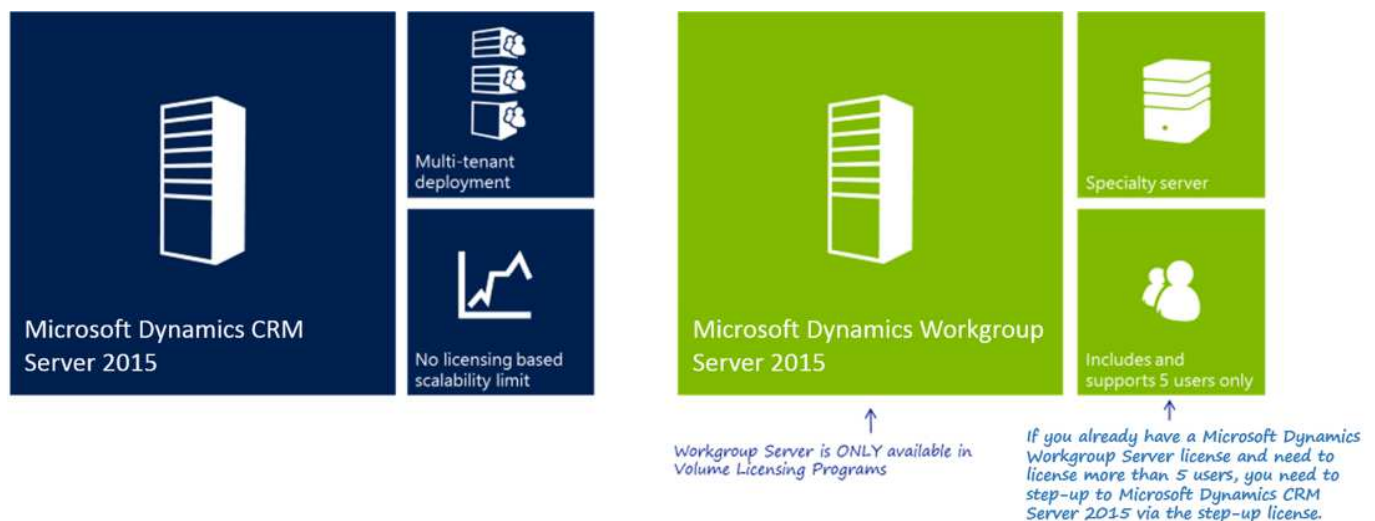 Multi-tenant
deployment
Microsoft Dynamics CRM
Server 2015
No licensing based
scalability limit
Specialty server
Microsoft Dynamics Workgroup
Server 2015
Includes and
supports 5 users only
Workgroup Server is ONLY available in
Volume Licensing Programs
If you already have a Microsoft Dynamics
Workgroup Server license and need to
license more than 5 users, you need to
step-up to Microsoft Dynamics CRM
Server 2015 via the step-up license.